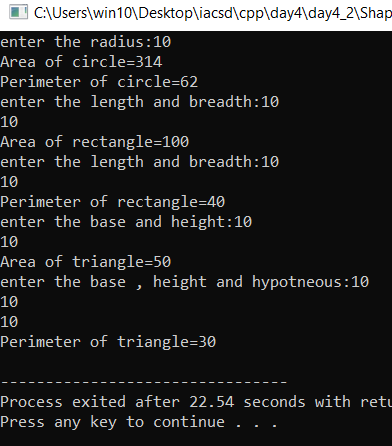 C:\Users\win10\Desktop\iacsd\cpp\day4\day4_2\Shap
enter the radius:10
Area of circle=314
Perimeter of circle=62
enter the length and breadth:10
10
Area of rectangle=100
enter the length and breadth:10
10
Perimeter of rectangle=40
enter the base and height:10
10
Area of triangle=50
enter the base , height and hypotneous:10
10
10
Perimeter of triangle=30
--------------------------------
Process exited after 22.54 seconds with retu
Press any key to continue . . .